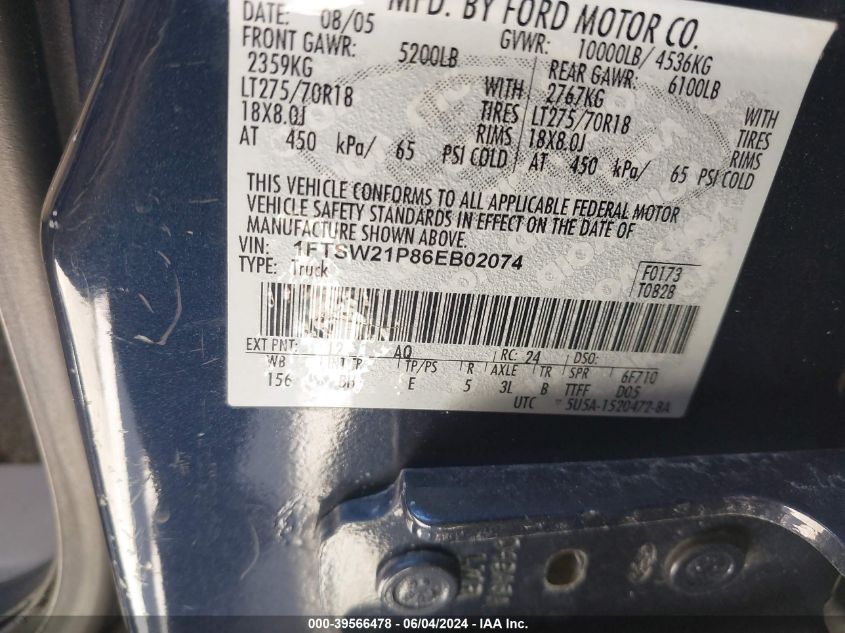 MFD. BY FORD MOTOR CO.
DATE: 08/05 GVWR: 10000LB/ 4536KG
FRONT GAWR: 5200LB REAR GAWR: 6100LB
2359KG WITH 2767KG WITH
LT275/70R18 TIRES LT275/70R18 TIRES
18X8.0J RIMS 18X8.0J RIMS
AT 450 kPa/ 65 PSI COLD AT 450 kPa/ 65 PSI COLD
THIS VEHICLE CONFORMS TO ALL APPLICABLE FEDERAL MOTOR
VEHICLE SAFETY STANDARDS IN EFFECT ON THE DATE OF
MANUFACTURE SHOWN ABOVE.
VIN: 1FTSW21P86EB02074
TYPE: Truck
F0173
T0828
EXT PNT: AQ RC: 24 DSO:
WB INT TR TP/PS R AXLE TR SPR 6F710
156 E 5 3L B TTFF D05
UTC 5U5A-1520472-BA
000-39566478 - 06/04/2024 - IAA Inc.